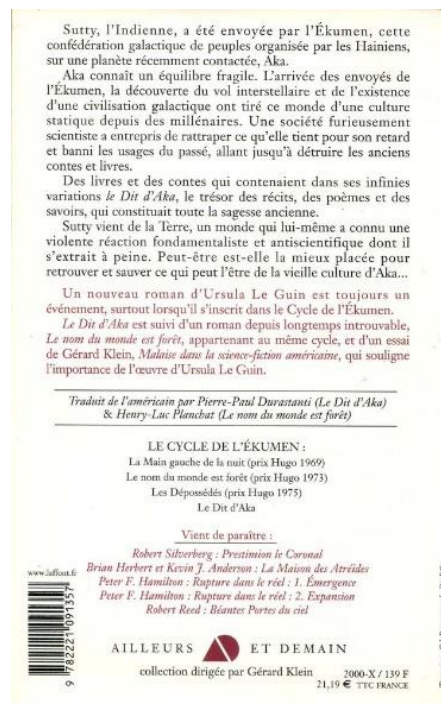 Sutty, l'Indienne, a été envoyée par l'Ékumen, cette
confédération galactique de peuples organisée par les Hainiens,
sur une planète récemment contactée, Aka.
Aka connaît un équilibre fragile. L'arrivée des envoyés de
l'Ékumen, la découverte du vol interstellaire et de l'existence
d'une civilisation galactique ont tiré ce monde d'une culture
statique depuis des millénaires. Une société furieusement
scientiste a entrepris de rattraper ce qu'elle tient pour son retard
et banni les usages du passé, allant jusqu'à détruire les anciens
contes et livres.
Des livres et des contes qui contenaient dans ses infinies
variations le Dit d'Aka, le trésor des récits, des poèmes et des
savoirs, qui constituait toute la sagesse ancienne.
Sutty vient de la Terre, un monde qui lui-même a connu une
violente réaction fondamentaliste et antiscientifique dont il
s'extrait à peine. Peut-être est-elle la mieux placée pour
retrouver et sauver ce qui peut l'être de la vieille culture d'Aka...
Un nouveau roman d'Ursula Le Guin est toujours un
événement, surtout lorsqu'il s'inscrit dans le Cycle de l'Ékumen.
Le Dit d'Aka est suivi d'un roman depuis longtemps introuvable,
Le nom du monde est forêt, appartenant au même cycle, et d'un essai
de Gérard Klein, Malaise dans la science-fiction américaine, qui souligne
l'importance de l'œuvre d'Ursula Le Guin.
Traduit de l'américain par Pierre-Paul Durastanti (Le Dit d'Aka)
& Henry-Luc Planchat (Le nom du monde est forêt)
LE CYCLE DE L'ÉKUMEN :
La Main gauche de la nuit (prix Hugo 1969)
Le nom du monde est forêt (prix Hugo 1973)
Les Dépossédés (prix Hugo 1975)
Le Dit d'Aka
Vient de paraître :
Robert Silverberg : Prestimion le Coronal
www.laffont.fr
Brian Herbert et Kevin J. Anderson : La Maison des Atréides
Peter F. Hamilton : Rupture dans le réel : 1. Émergence
Peter F. Hamilton : Rupture dans le réel : 2. Expansion
Robert Reed : Béantes Portes du ciel
9 782221 091357
AILLEURS ET DEMAIN
collection dirigée par Gérard Klein
2000-X / 139 F
21,19 € TTC FRANCE